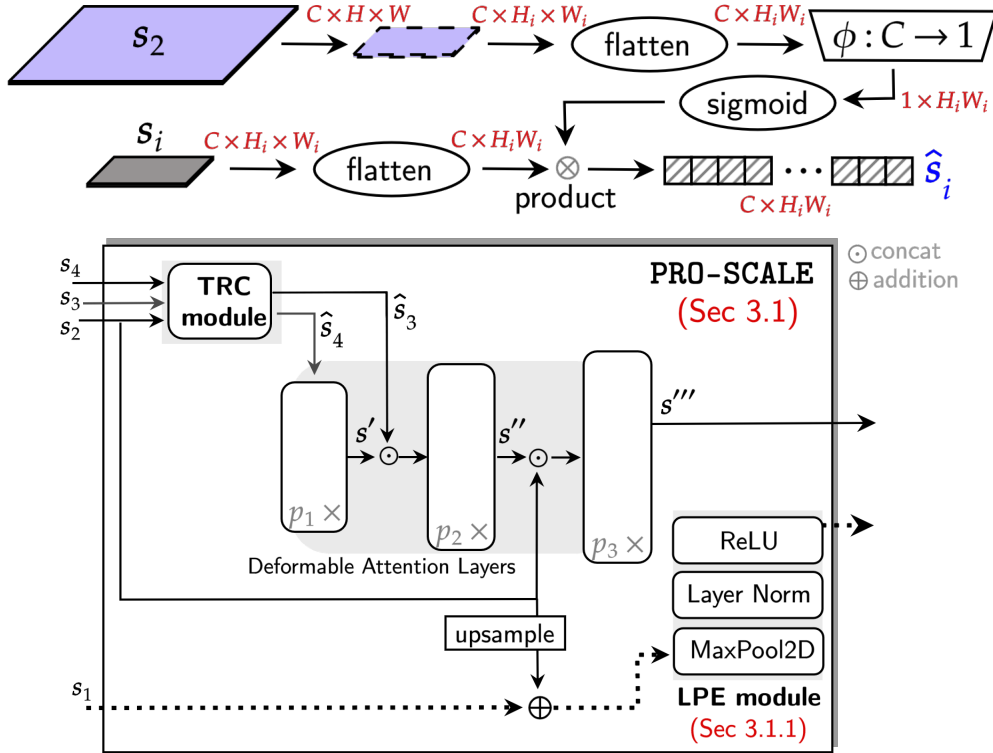 s₂
C × H × W
C × Hᵢ × Wᵢ
flatten
C × HᵢWᵢ
ϕ : C → 1
1 × HᵢWᵢ
sigmoid
sᵢ
C × Hᵢ × Wᵢ
flatten
C × HᵢWᵢ
⊗
product
...
C × HᵢWᵢ
ŝᵢ
s₄
s₃
s₂
TRC
module
ŝ₃
ŝ₄
PRO-SCALE
(Sec 3.1)
⊙ concat
⊕ addition
s′
⊙
s″
⊙
s‴
p₁ ×
p₂ ×
p₃ ×
Deformable Attention Layers
upsample
s₁
⊕
ReLU
Layer Norm
MaxPool2D
LPE module
(Sec 3.1.1)